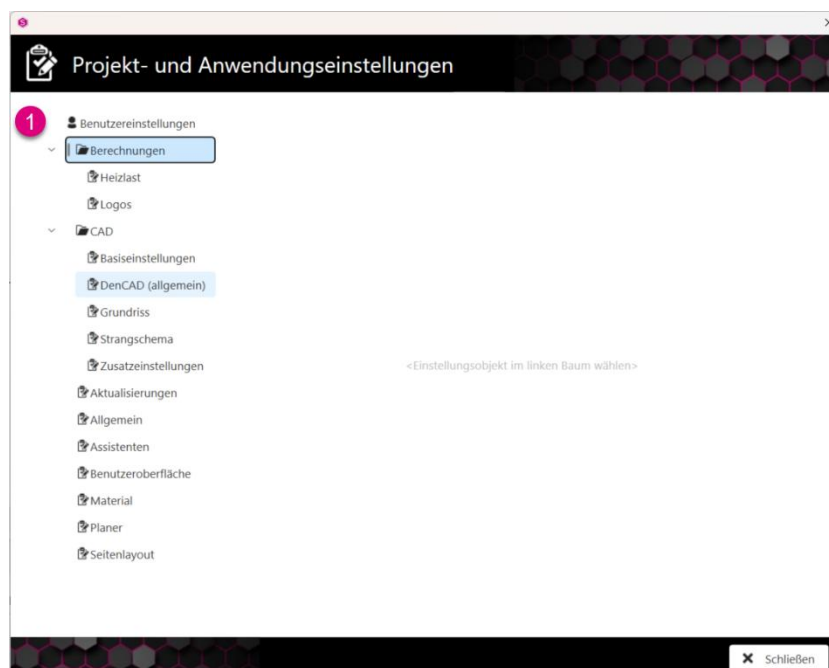 Projekt- und Anwendungseinstellungen
1
Benutzereinstellungen
Berechnungen
Heizlast
Logos
CAD
Basiseinstellungen
DenCAD (allgemein)
Grundriss
Strangschema
Zusatzeinstellungen
<Einstellungsobjekt im linken Baum wählen>
Aktualisierungen
Allgemein
Assistenten
Benutzeroberfläche
Material
Planer
Seitenlayout
Schließen